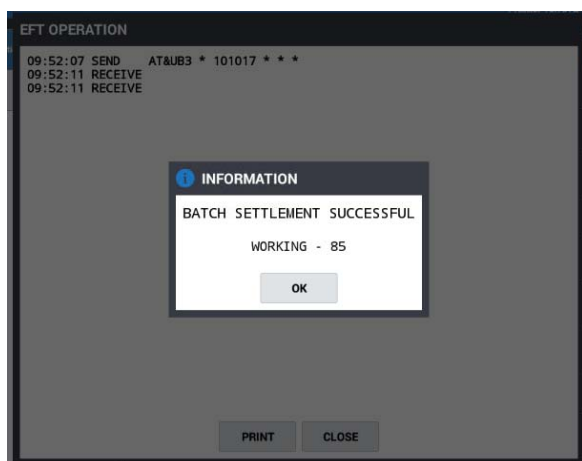 EFT OPERATION
09:52:07 SEND AT&UB3 * 101017 * * *
09:52:11 RECEIVE
09:52:11 RECEIVE
INFORMATION
BATCH SETTLEMENT SUCCESSFUL
WORKING - 85
OK
PRINT CLOSE